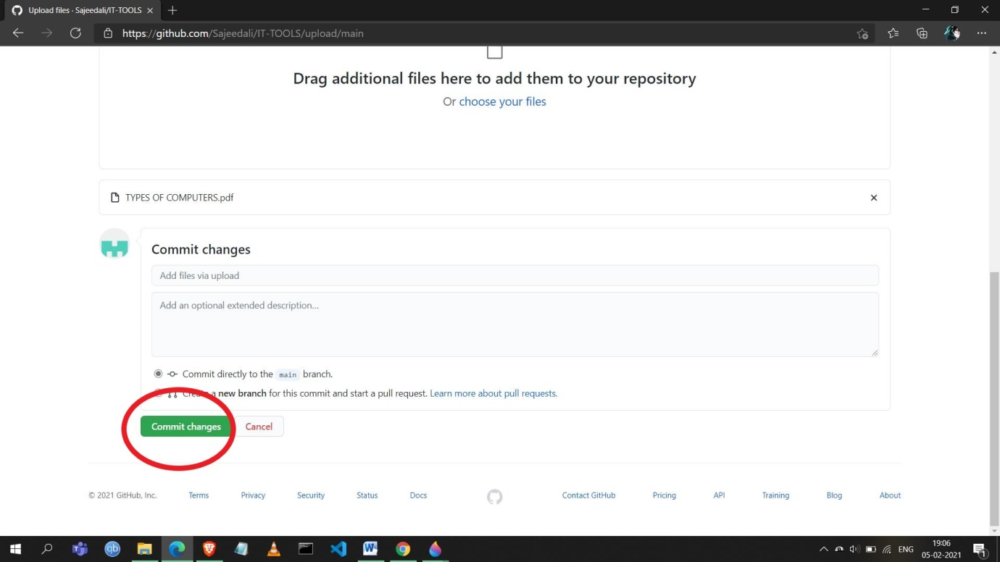 Upload files · Sajeedali/IT-TOOLS
https://github.com/Sajeedali/IT-TOOLS/upload/main
Drag additional files here to add them to your repository
Or choose your files
TYPES OF COMPUTERS.pdf
Commit changes
Add files via upload
Add an optional extended description...
Commit directly to the main branch.
Create a new branch for this commit and start a pull request. Learn more about pull requests.
Commit changes Cancel
© 2021 GitHub, Inc. Terms Privacy Security Status Docs Contact GitHub Pricing API Training Blog About
qb W ENG 19:06
05-02-2021 1